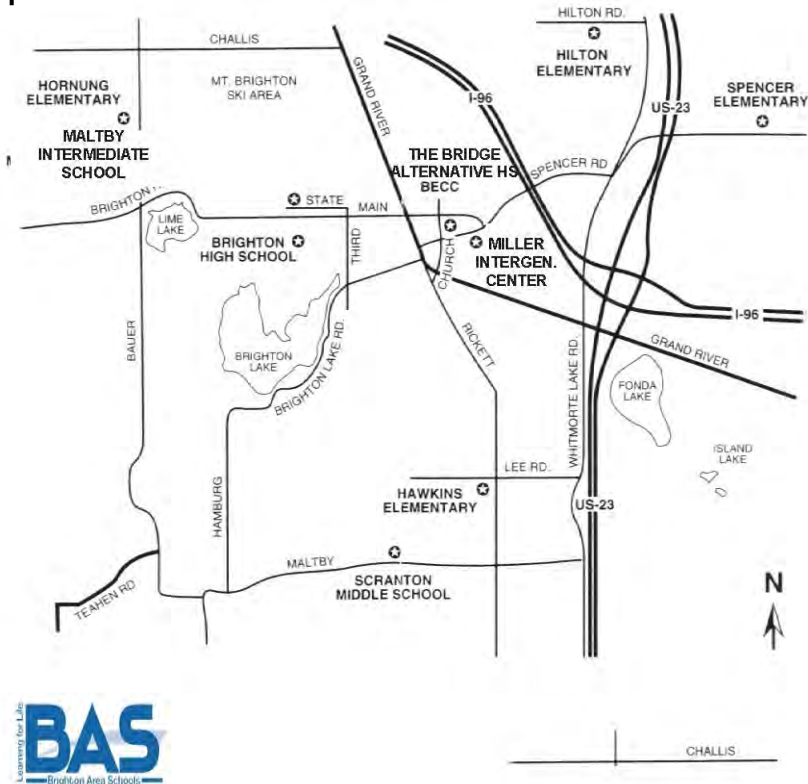 HILTON RD.
CHALLIS
HILTON
ELEMENTARY
GRAND RIVER
HORNUNG
ELEMENTARY
MT. BRIGHTON
SKI AREA
I-96
US-23
SPENCER
ELEMENTARY
MALTBY
INTERMEDIATE
SCHOOL
THE BRIDGE
ALTERNATIVE HS
BECC
SPENCER RD
BRIGHTON
LIME
LAKE
STATE
MAIN
BRIGHTON
HIGH SCHOOL
THIRD
CHURCH
MILLER
INTERGEN.
CENTER
I-96
BAUER
BRIGHTON
LAKE
BRIGHTON LAKE RD.
RICKETT
WHITMORTE LAKE RD.
GRAND RIVER
FONDA
LAKE
ISLAND
LAKE
LEE RD.
HAMBURG
HAWKINS
ELEMENTARY
US-23
MALTBY
SCRANTON
MIDDLE SCHOOL
TEAHEN RD
N
Learning for Life
BAS
Brighton Area Schools
CHALLIS